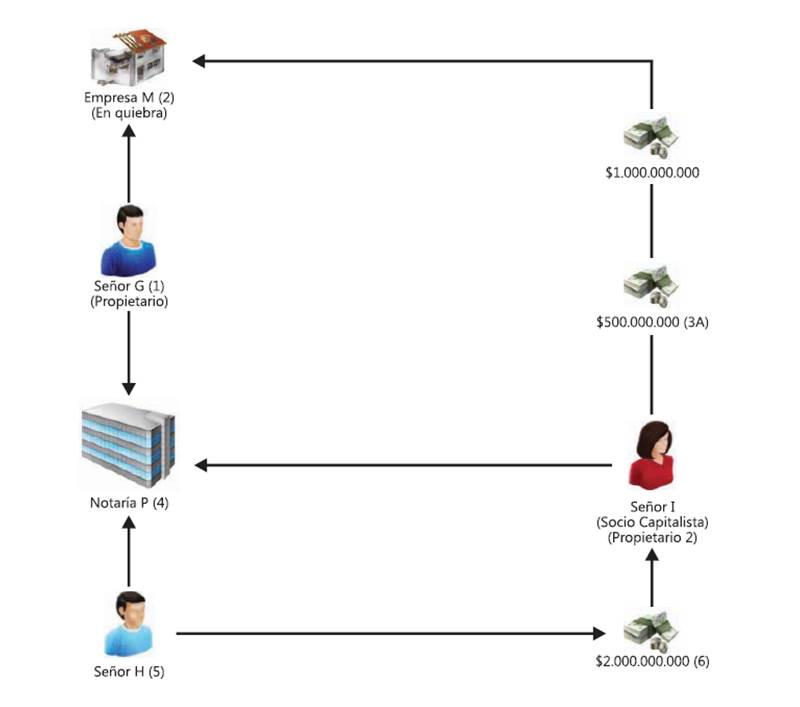 Empresa M (2)
(En quiebra)
$1.000.000.000
Señor G (1)
(Propietario)
$500.000.000 (3A)
Notaría P (4)
Señor I
(Socio Capitalista)
(Propietario 2)
Señor H (5)
$2.000.000.000 (6)